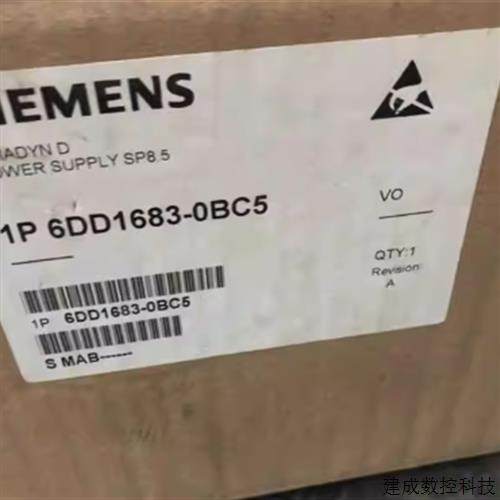 IEMENS
IADYN D
OWER SUPPLY SP8.5
1P 6DD1683-0BC5
VO
QTY:1
Revision:
A
1P 6DD1683-0BC5
S MAB------
建成数控科技